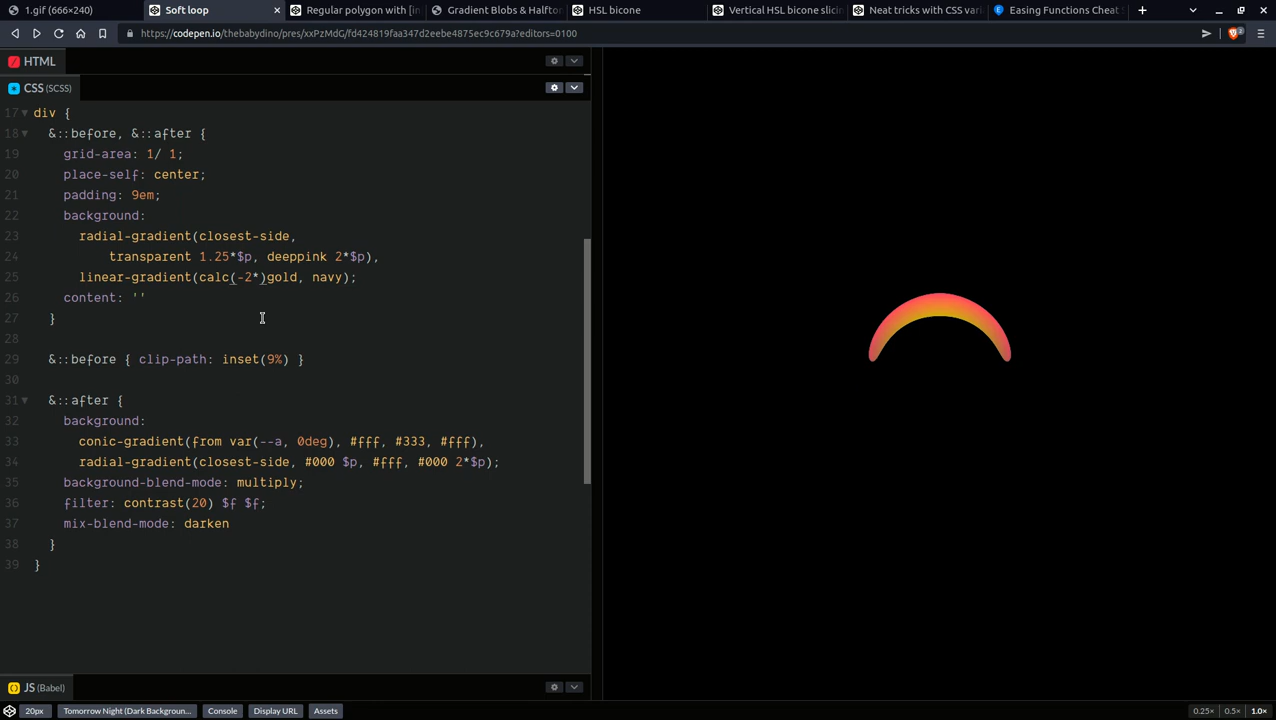 1.gif (666×240)
Soft loop
Regular polygon with [in
Gradient Blobs & Halfton
HSL bicone
Vertical HSL bicone slicin
Neat tricks with CSS vari
Easing Functions Cheat S
https://codepen.io/thebabydino/pres/xxPzMdG/fd424819faa347d2eebe4875ec9c679a?editors=0100
2
HTML
CSS (SCSS)
17 div {
18 &::before, &::after {
19 grid-area: 1/ 1;
20 place-self: center;
21 padding: 9em;
22 background:
23 radial-gradient(closest-side,
24 transparent 1.25*$p, deeppink 2*$p),
25 linear-gradient(calc(-2*)gold, navy);
26 content: ''
27 }
28
29 &::before { clip-path: inset(9%) }
30
31 &::after {
32 background:
33 conic-gradient(from var(--a, 0deg), #fff, #333, #fff),
34 radial-gradient(closest-side, #000 $p, #fff, #000 2*$p);
35 background-blend-mode: multiply;
36 filter: contrast(20) $f $f;
37 mix-blend-mode: darken
38 }
39 }
JS (Babel)
20px Tomorrow Night (Dark Backgroun... Console Display URL Assets 0.25× 0.5× 1.0×